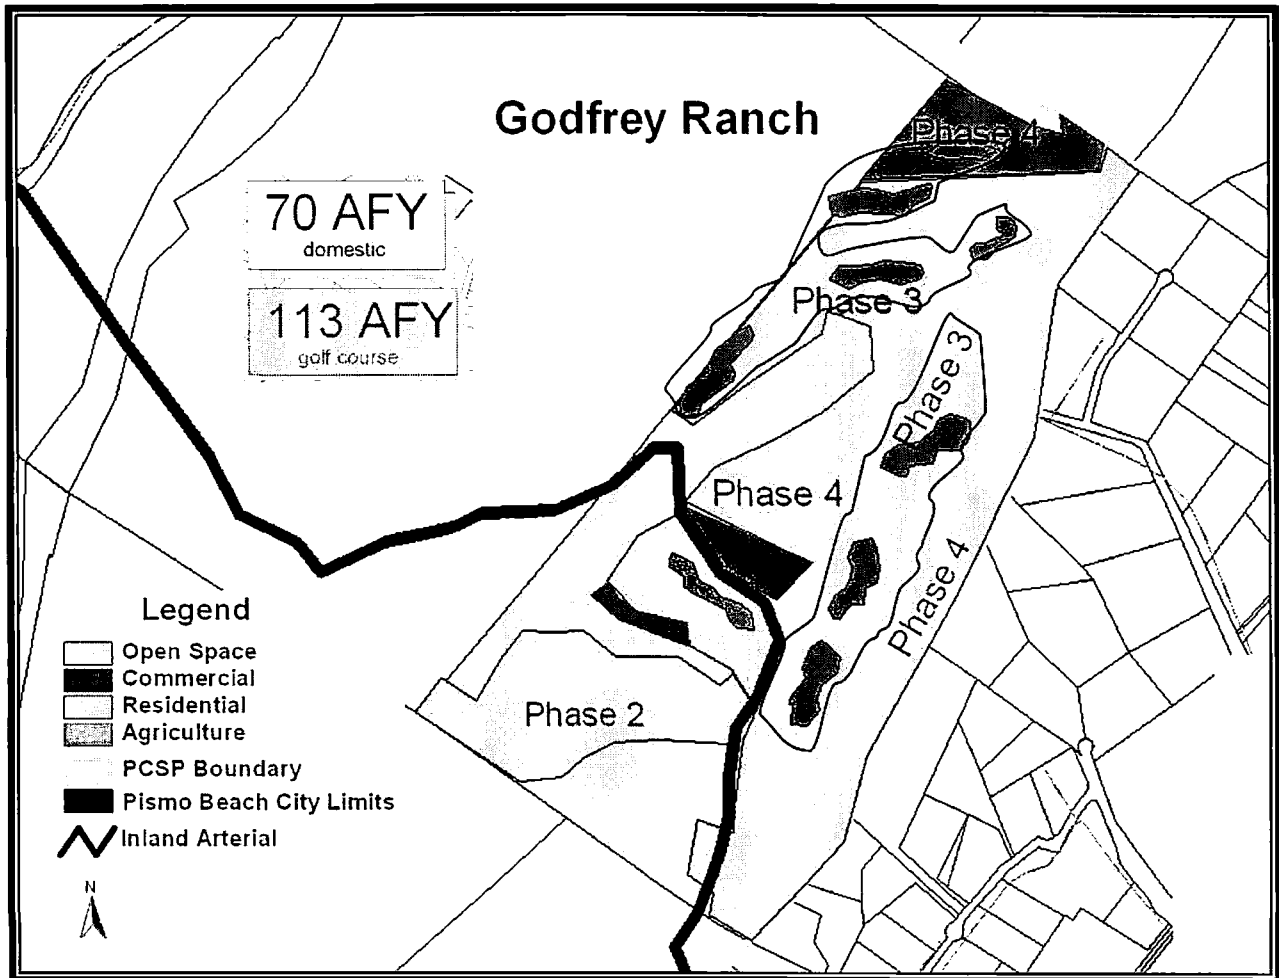 Godfrey Ranch
Phase 4
70 AFY
domestic
113 AFY
golf course
Phase 3
Phase 3
Phase 4
Phase 4
Phase 2
Legend
Open Space
Commercial
Residential
Agriculture
PCSP Boundary
Pismo Beach City Limits
Inland Arterial
N